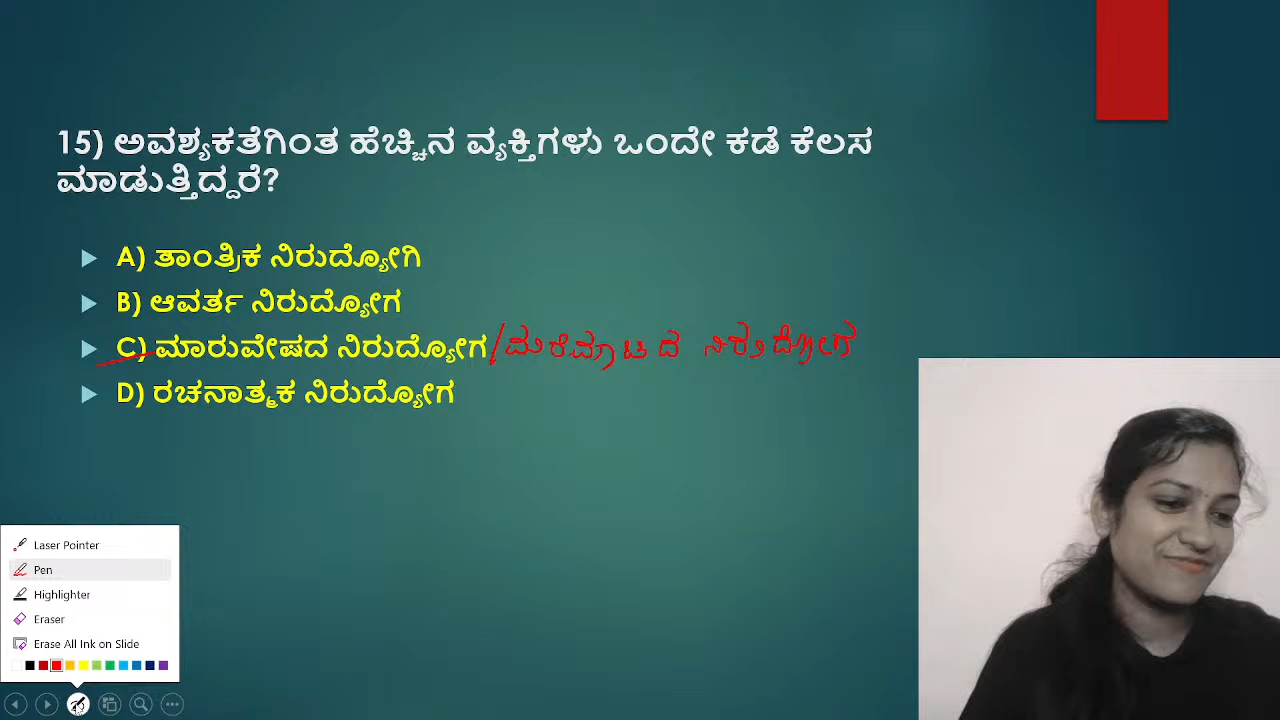 15) ಅವಶ್ಯಕತೆಗಿಂತ ಹೆಚ್ಚಿನ ವ್ಯಕ್ತಿಗಳು ಒಂದೇ ಕಡೆ ಕೆಲಸ
ಮಾಡುತ್ತಿದ್ದರೆ?
A) ತಾಂತ್ರಿಕ ನಿರುದ್ಯೋಗಿ
B) ಆವರ್ತ ನಿರುದ್ಯೋಗ
C) ಮಾರುವೇಷದ ನಿರುದ್ಯೋಗ/ಮರೆಮಾಚಿದ ನಿರುದ್ಯೋಗ
D) ರಚನಾತ್ಮಕ ನಿರುದ್ಯೋಗ
Laser Pointer
Pen
Highlighter
Eraser
Erase All Ink on Slide